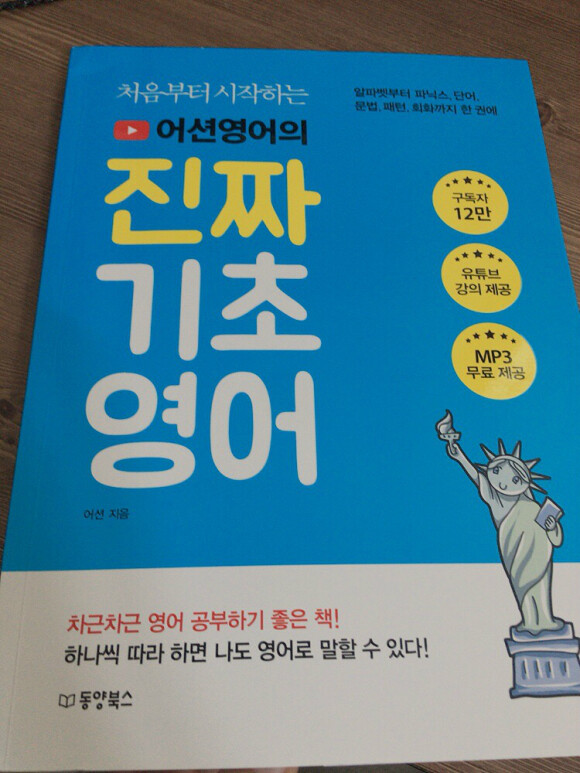 처음부터 시작하는
어션영어의
진짜
기초
영어
어션 지음
알파벳부터 파닉스, 단어,
문법, 패턴, 회화까지 한 권에
구독자
12만
유튜브
강의 제공
MP3
무료 제공
차근차근 영어 공부하기 좋은 책!
하나씩 따라 하면 나도 영어로 말할 수 있다!
동양북스